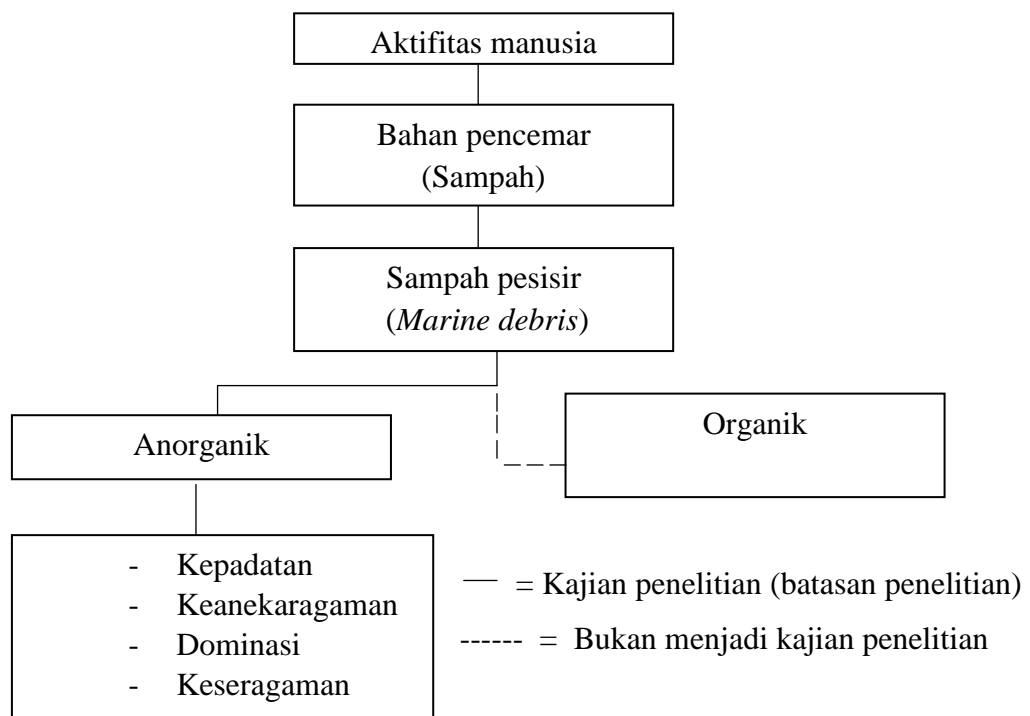 Aktifitas manusia
Bahan pencemar
(Sampah)
Sampah pesisir
(Marine debris)
Anorganik
Organik
- Kepadatan
- Keanekaragaman
- Dominasi
- Keseragaman
— = Kajian penelitian (batasan penelitian)
------ = Bukan menjadi kajian penelitian